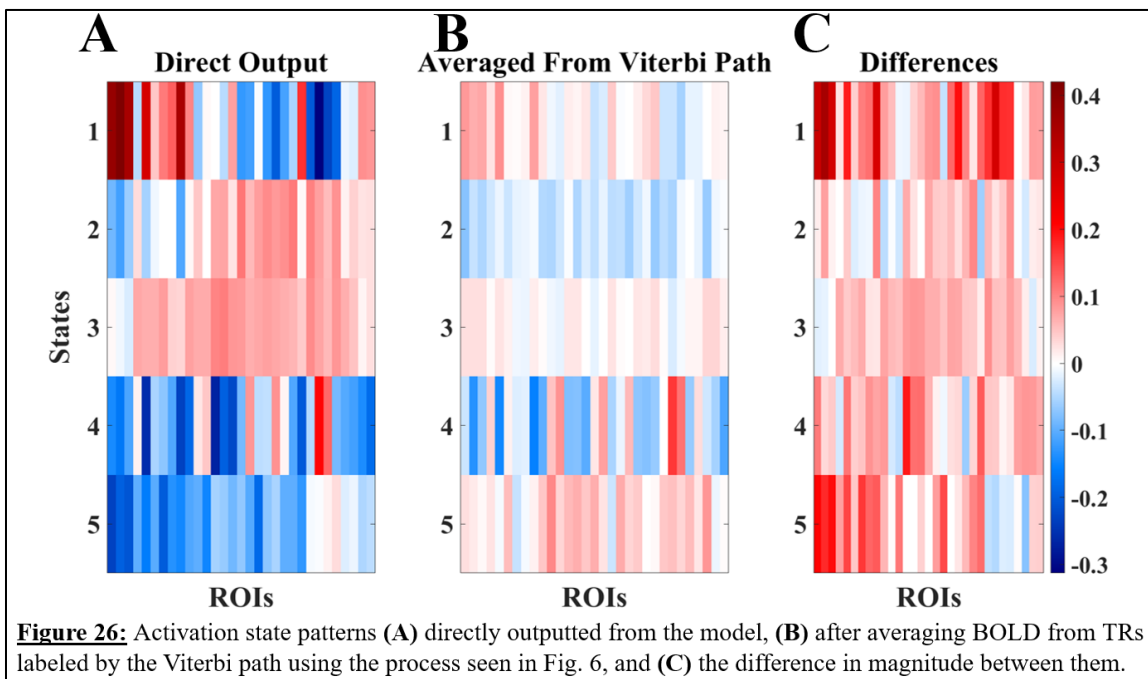 A
B
C
Direct Output
Averaged From Viterbi Path
Differences
States
1
2
3
4
5
1
2
3
4
5
1
2
3
4
5
0.4
0.3
0.2
0.1
0
-0.1
-0.2
-0.3
ROIs
ROIs
ROIs
Figure 26: Activation state patterns (A) directly outputted from the model, (B) after averaging BOLD from TRs
labeled by the Viterbi path using the process seen in Fig. 6, and (C) the difference in magnitude between them.